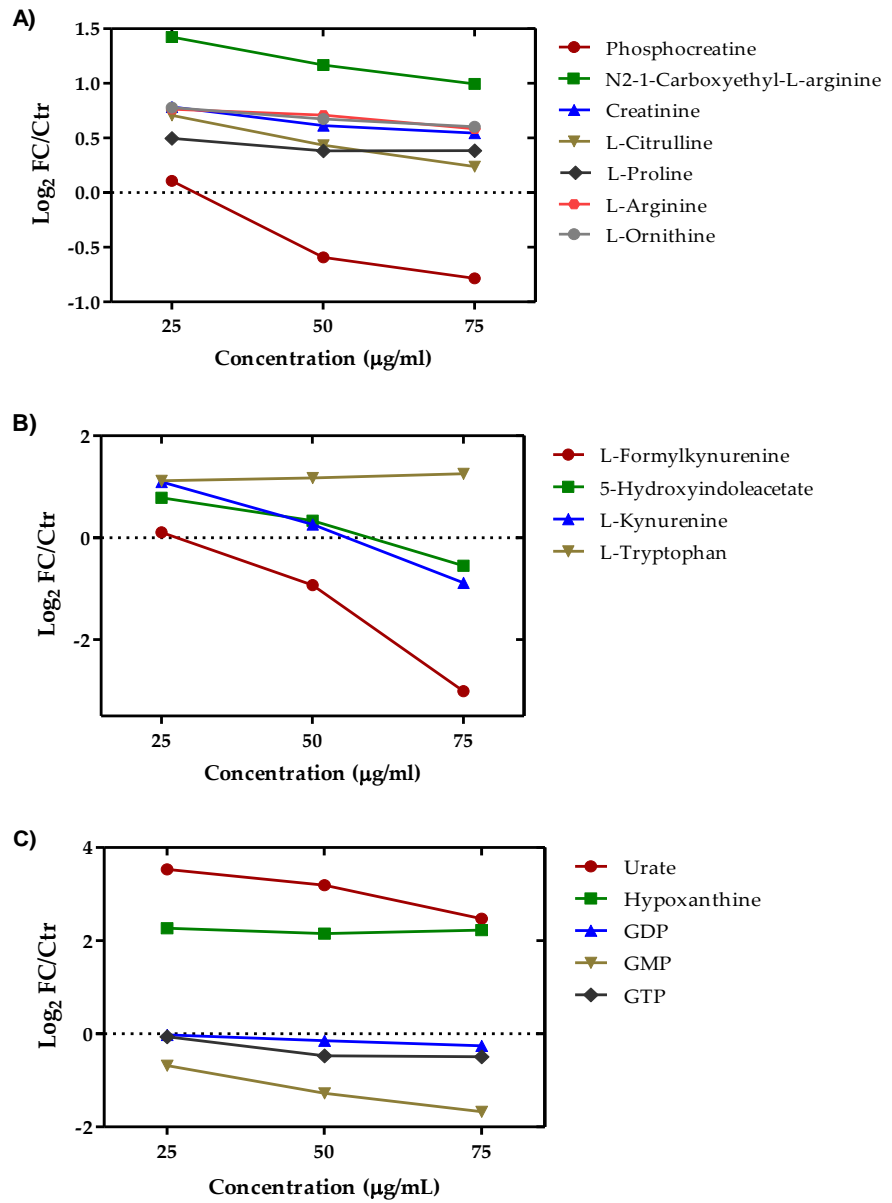 A)
1.5
1.0
0.5
0.0
-0.5
-1.0
Log₂ FC/Ctr
25 50 75
Concentration (µg/ml)
Phosphocreatine
N2-1-Carboxyethyl-L-arginine
Creatinine
L-Citrulline
L-Proline
L-Arginine
L-Ornithine
B)
2
0
-2
Log₂ FC/Ctr
25 50 75
Concentration (µg/ml)
L-Formylkynurenine
5-Hydroxyindoleacetate
L-Kynurenine
L-Tryptophan
C)
4
2
0
-2
Log₂ FC/Ctr
25 50 75
Concentration (µg/mL)
Urate
Hypoxanthine
GDP
GMP
GTP